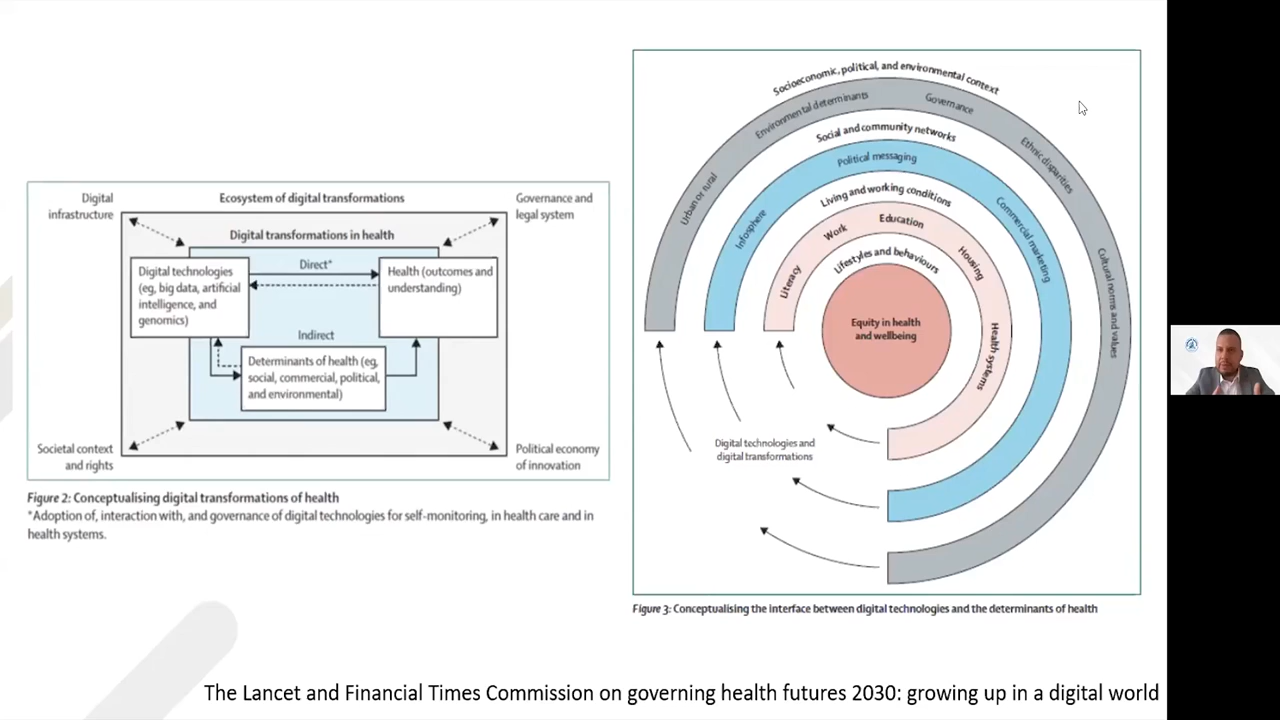 Digital
infrastructure
Ecosystem of digital transformations
Governance and
legal system
Digital transformations in health
Digital technologies
(eg, big data, artificial
intelligence, and
genomics)
Direct*
Health (outcomes and
understanding)
Indirect
Determinants of health (eg,
social, commercial, political,
and environmental)
Societal context
and rights
Political economy
of innovation
Figure 2: Conceptualising digital transformations of health
*Adoption of, interaction with, and governance of digital technologies for self-monitoring, in health care and in
health systems.
Socioeconomic, political, and environmental context
Urban or rural
Environmental determinants
Governance
Ethnic disparities
Cultural norms and values
Social and community networks
Infosphere
Political messaging
Commercial marketing
Living and working conditions
Literacy
Work
Education
Housing
Health systems
Lifestyles and behaviours
Equity in health
and wellbeing
Digital technologies and
digital transformations
Figure 3: Conceptualising the interface between digital technologies and the determinants of health
The Lancet and Financial Times Commission on governing health futures 2030: growing up in a digital world